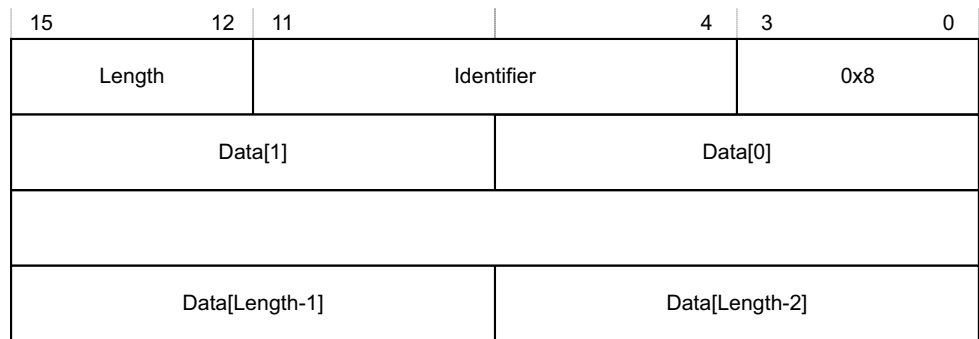 15 12 11 4 3 0
Length Identifier 0x8
Data[1] Data[0]
Data[Length-1] Data[Length-2]